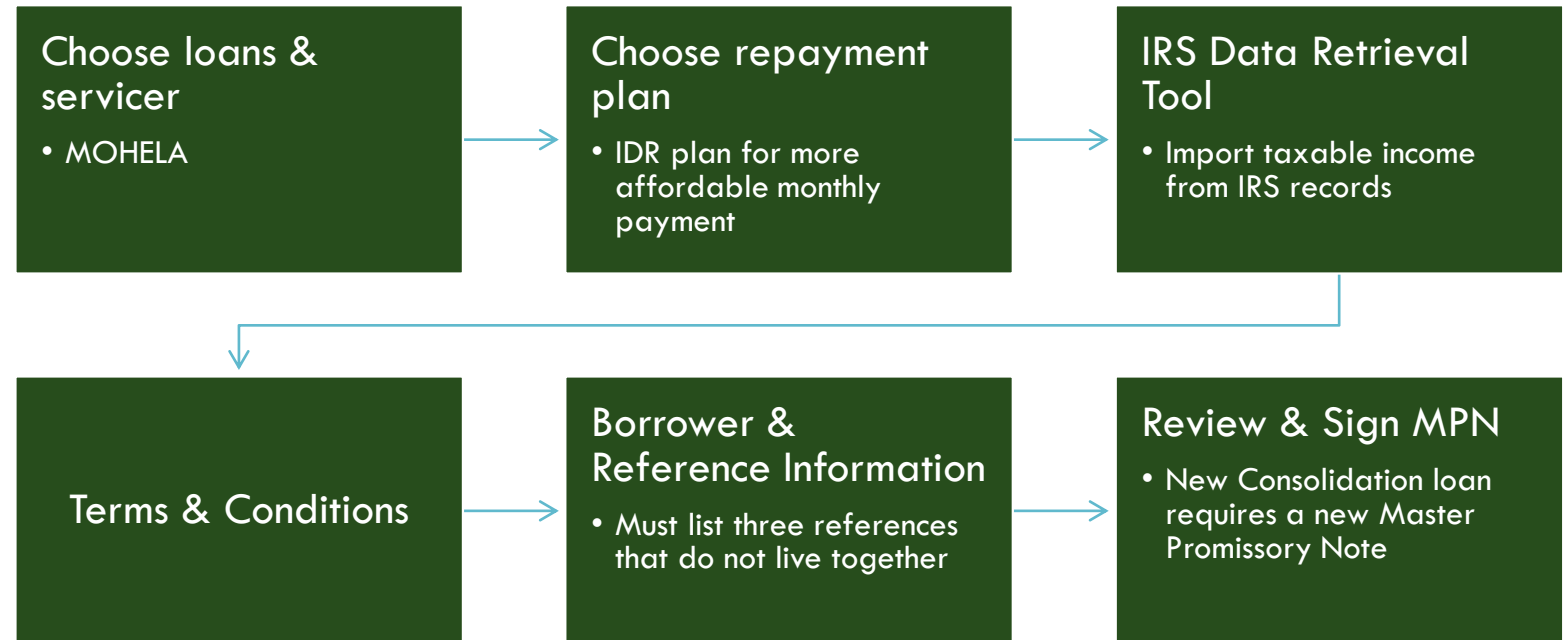 Choose loans &
servicer
• MOHELA
Choose repayment
plan
• IDR plan for more
affordable monthly
payment
IRS Data Retrieval
Tool
• Import taxable income
from IRS records
Terms & Conditions
Borrower &
Reference Information
• Must list three references
that do not live together
Review & Sign MPN
• New Consolidation loan
requires a new Master
Promissory Note